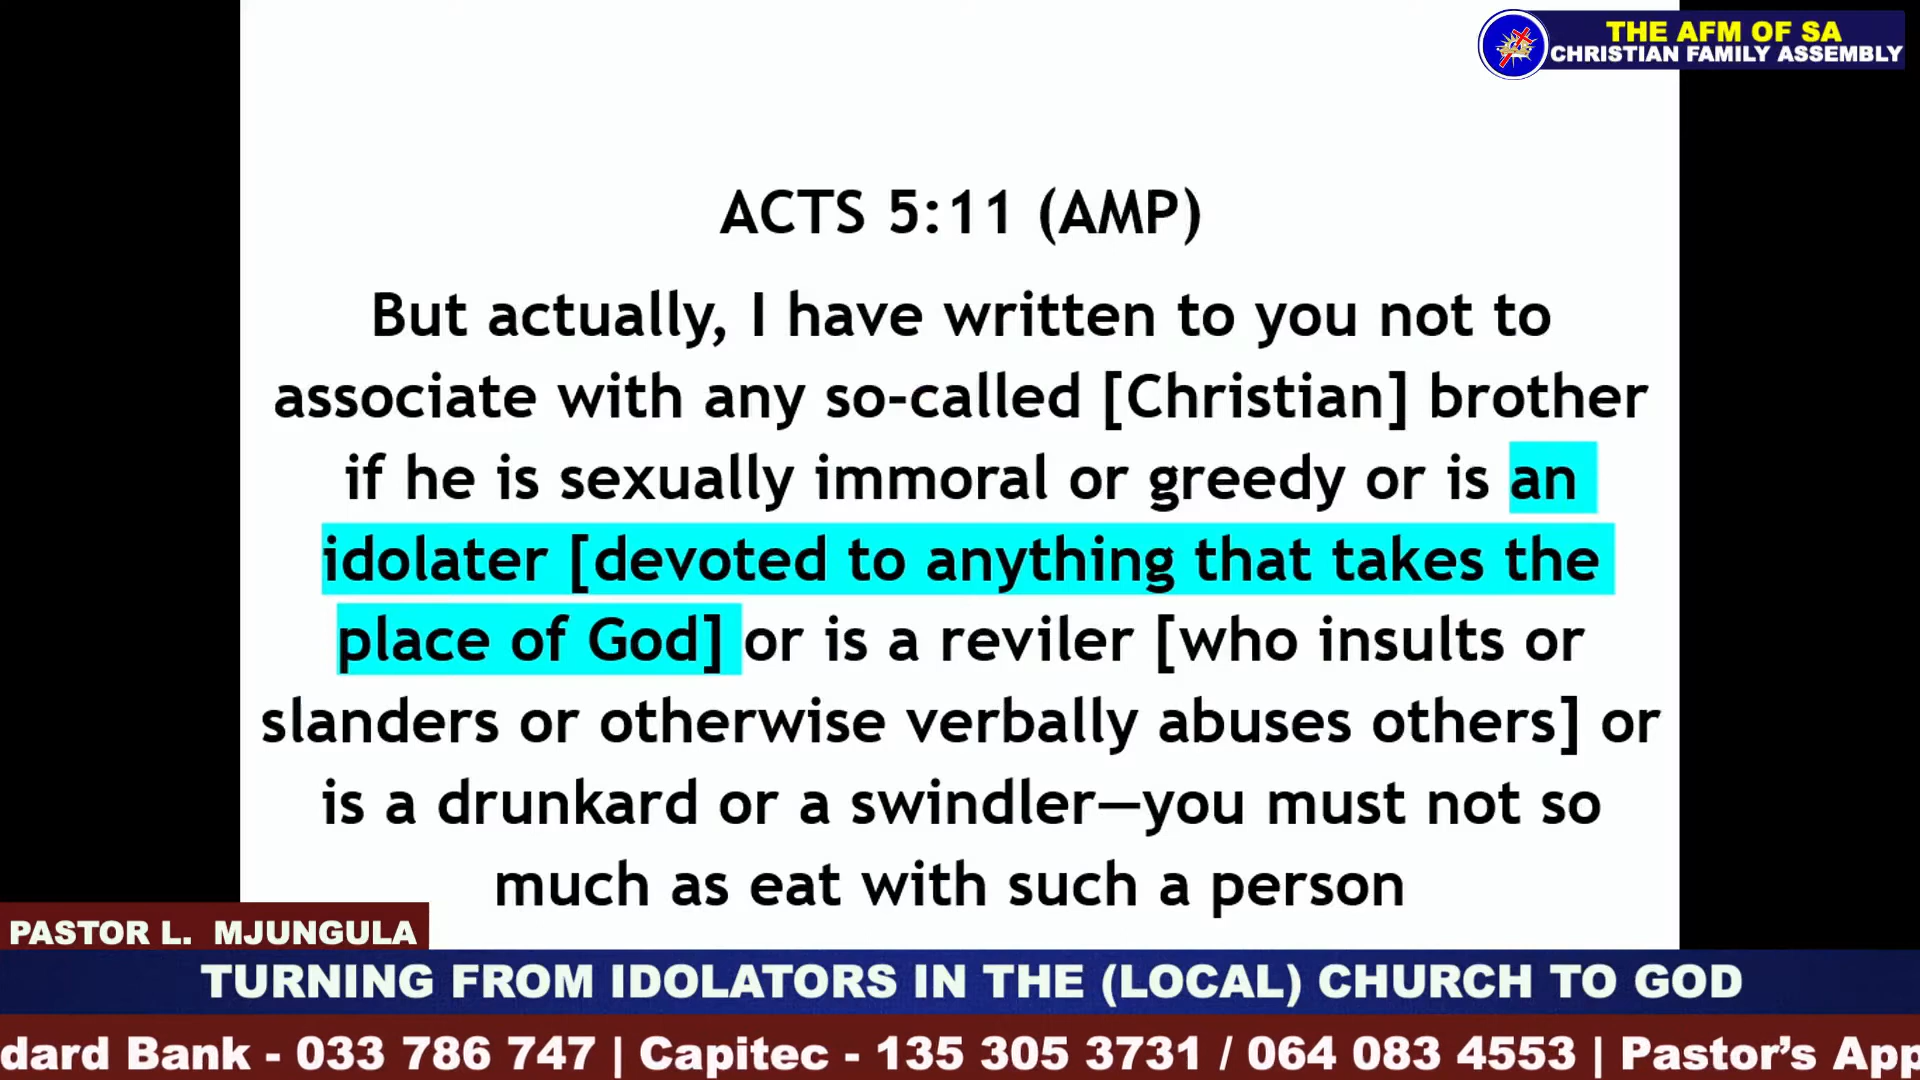 THE AFM OF SA
CHRISTIAN FAMILY ASSEMBLY
ACTS 5:11 (AMP)
But actually, I have written to you not to
associate with any so-called [Christian] brother
if he is sexually immoral or greedy or is an
idolater [devoted to anything that takes the
place of God] or is a reviler [who insults or
slanders or otherwise verbally abuses others] or
is a drunkard or a swindler—you must not so
much as eat with such a person
PASTOR L. MJUNGULA
TURNING FROM IDOLATORS IN THE (LOCAL) CHURCH TO GOD
dard Bank - 033 786 747 | Capitec - 135 305 3731 / 064 083 4553 | Pastor’s App